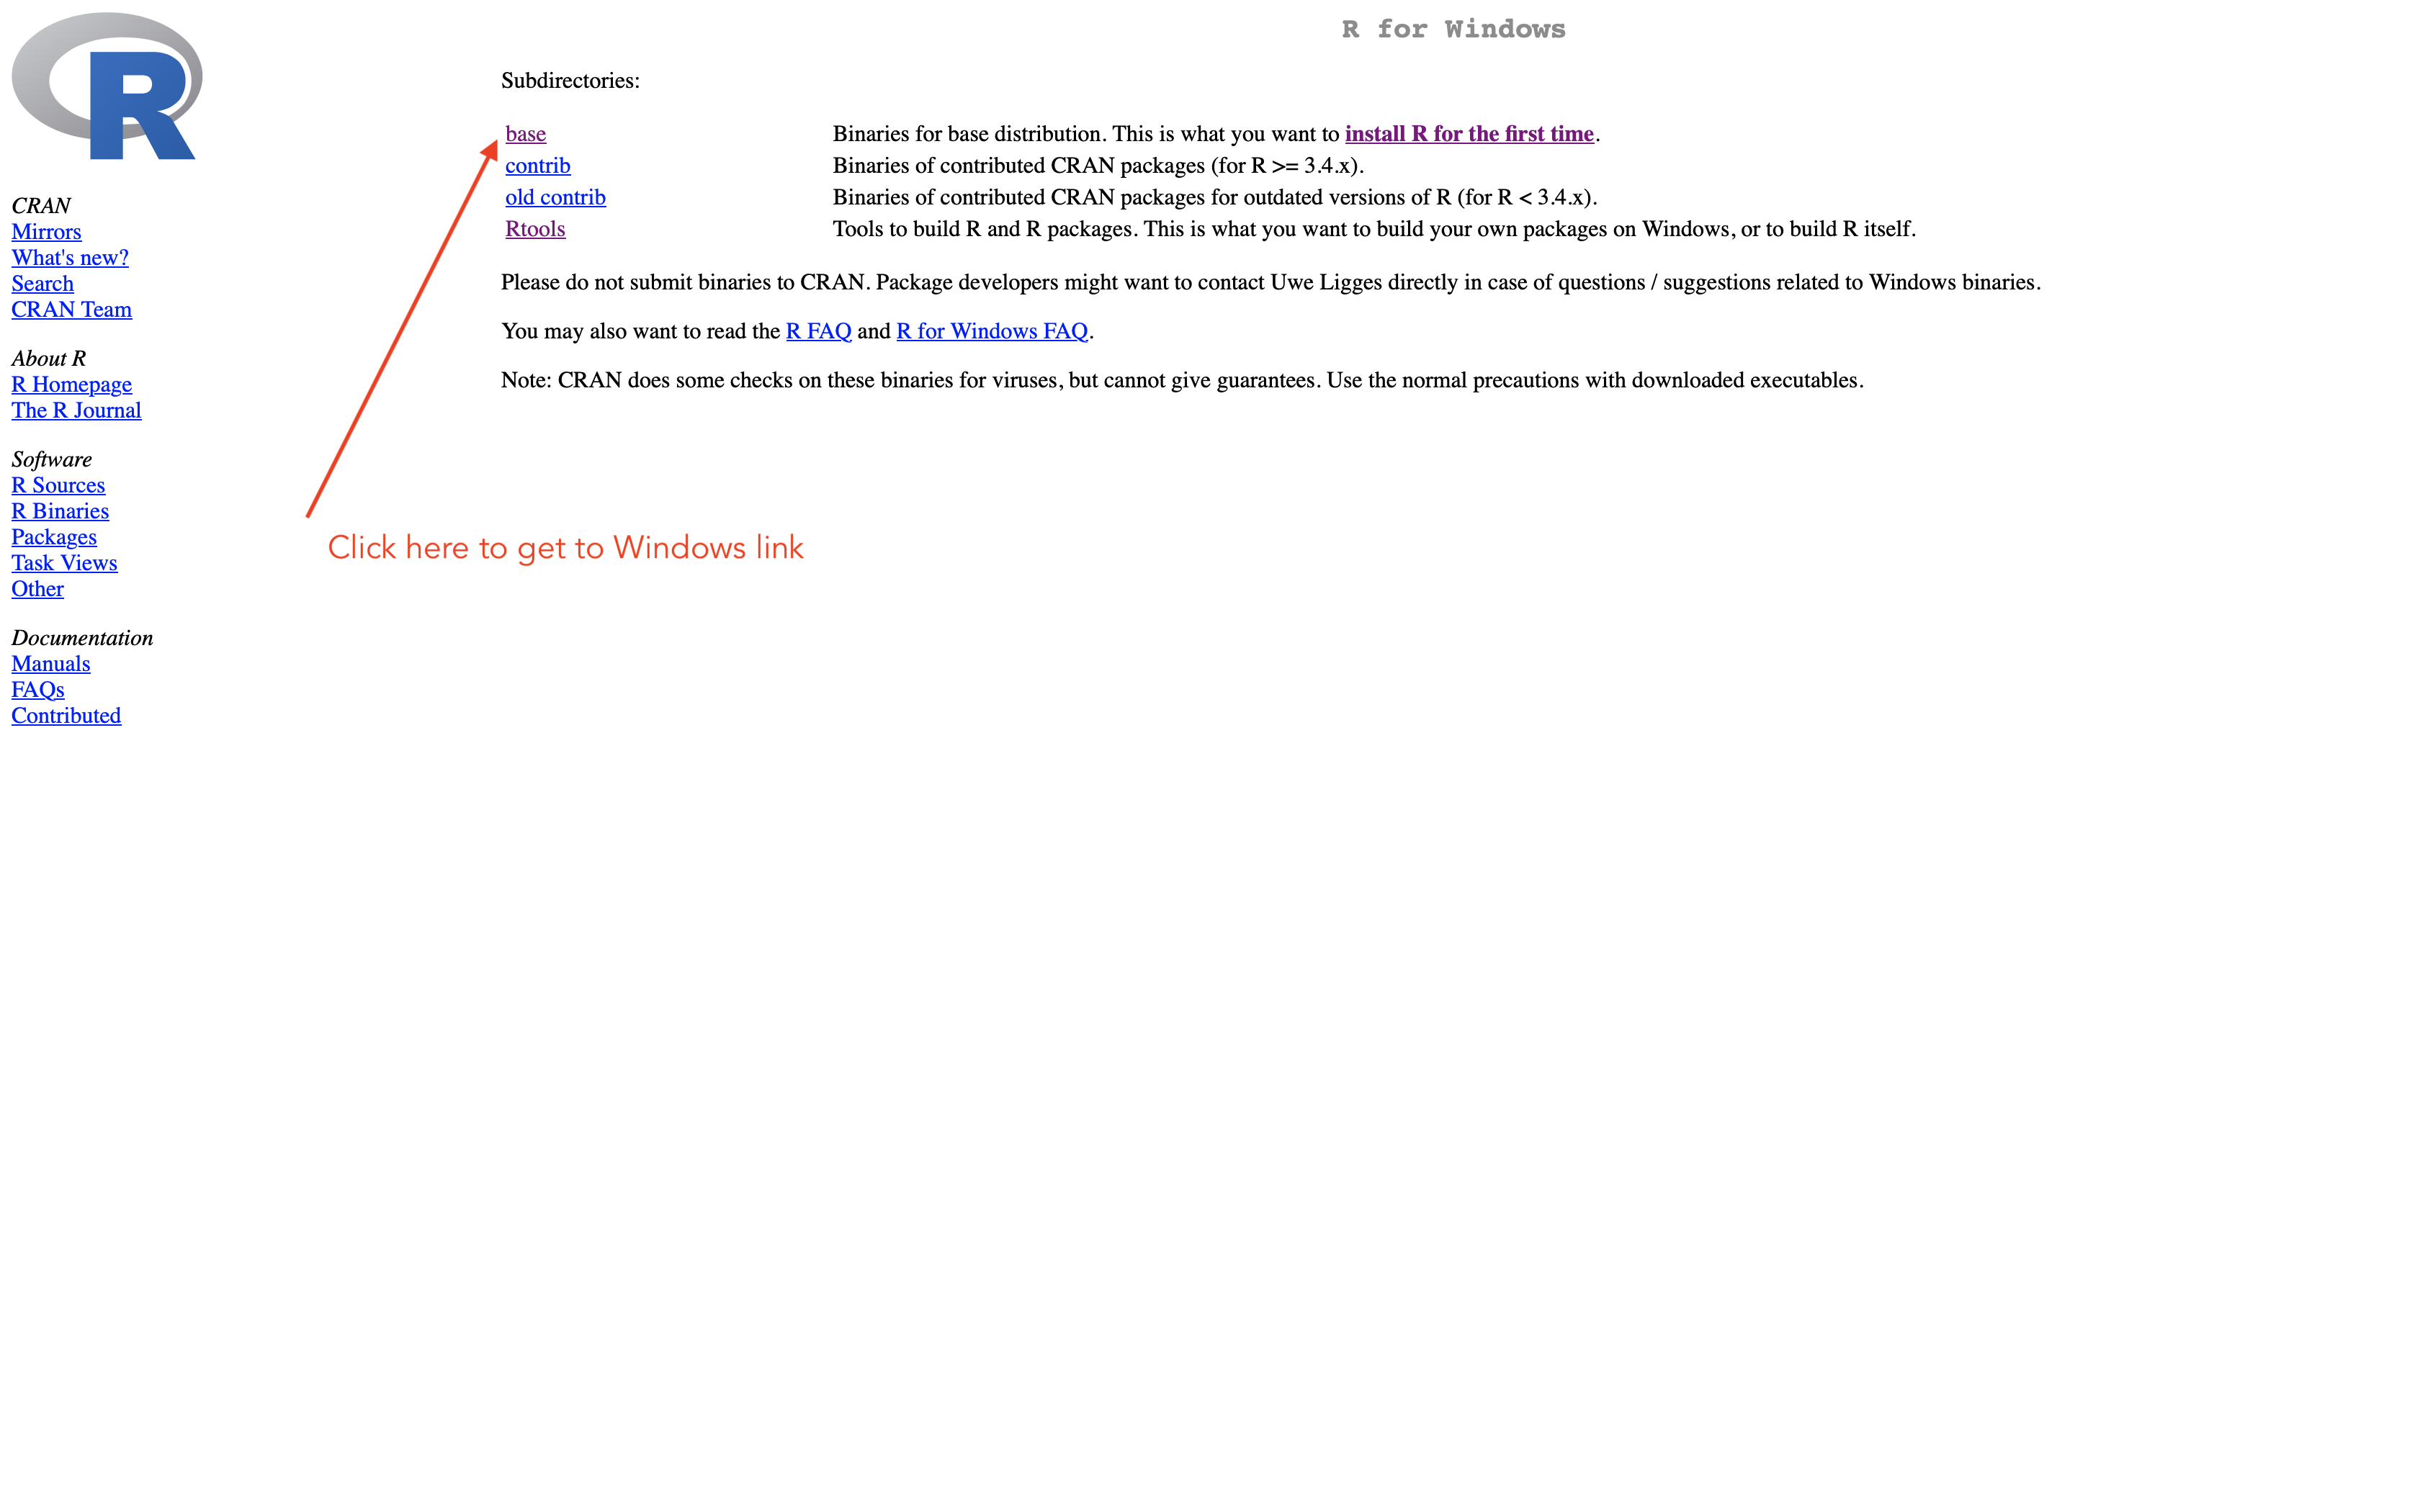 R
R for Windows
Subdirectories:
base Binaries for base distribution. This is what you want to install R for the first time.
contrib Binaries of contributed CRAN packages (for R >= 3.4.x).
old contrib Binaries of contributed CRAN packages for outdated versions of R (for R < 3.4.x).
Rtools Tools to build R and R packages. This is what you want to build your own packages on Windows, or to build R itself.
Please do not submit binaries to CRAN. Package developers might want to contact Uwe Ligges directly in case of questions / suggestions related to Windows binaries.
You may also want to read the R FAQ and R for Windows FAQ.
Note: CRAN does some checks on these binaries for viruses, but cannot give guarantees. Use the normal precautions with downloaded executables.
Click here to get to Windows link
CRAN
Mirrors
What's new?
Search
CRAN Team
About R
R Homepage
The R Journal
Software
R Sources
R Binaries
Packages
Task Views
Other
Documentation
Manuals
FAQs
Contributed